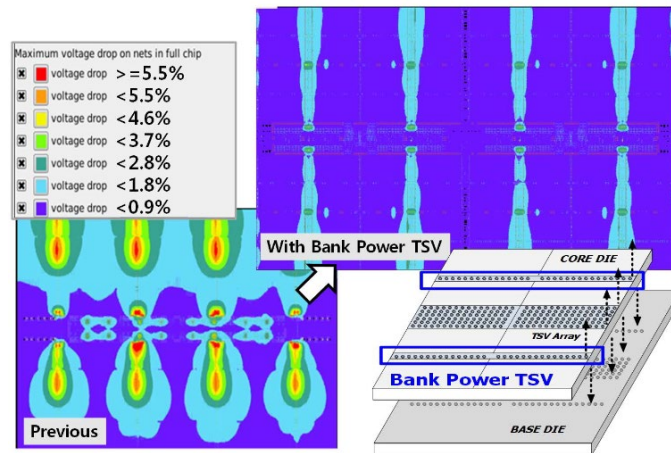 Maximum voltage drop on nets in full chip
voltage drop >=5.5%
voltage drop <5.5%
voltage drop <4.6%
voltage drop <3.7%
voltage drop <2.8%
voltage drop <1.8%
voltage drop <0.9%
With Bank Power TSV
CORE DIE
TSV Array
Bank Power TSV
Previous
BASE DIE